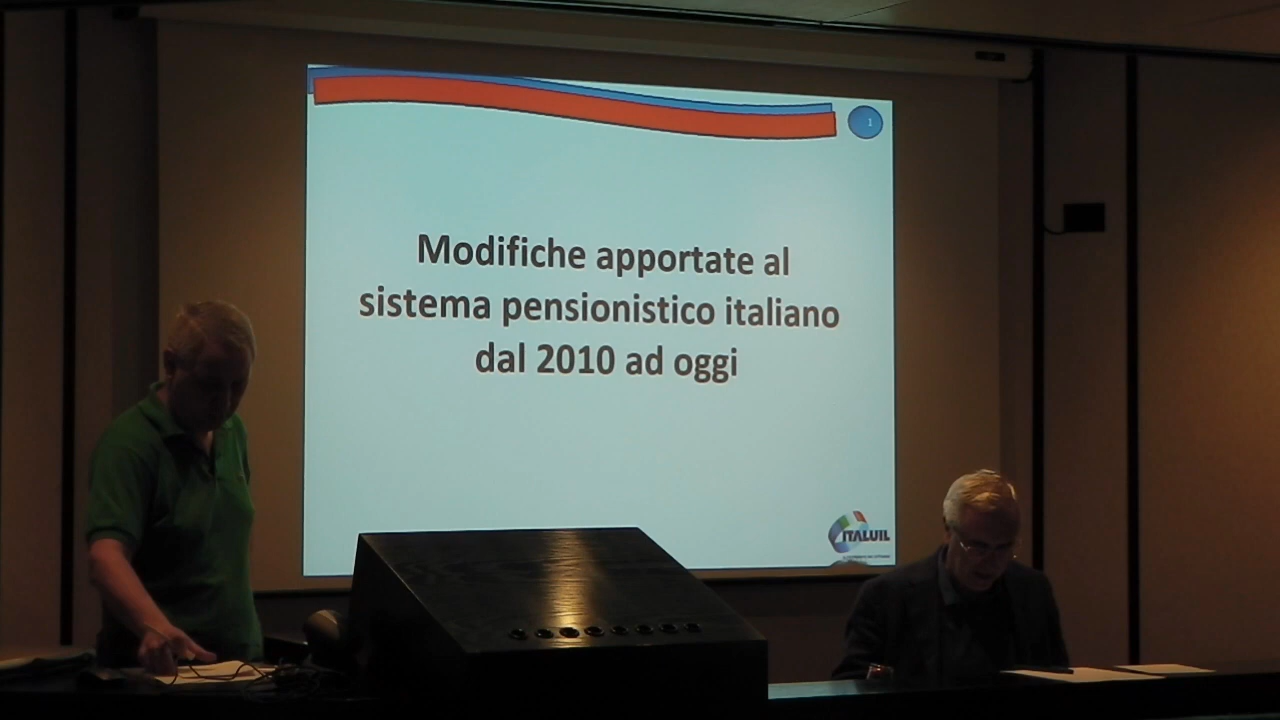 1
Modifiche apportate al
sistema pensionistico italiano
dal 2010 ad oggi
ITALUIL